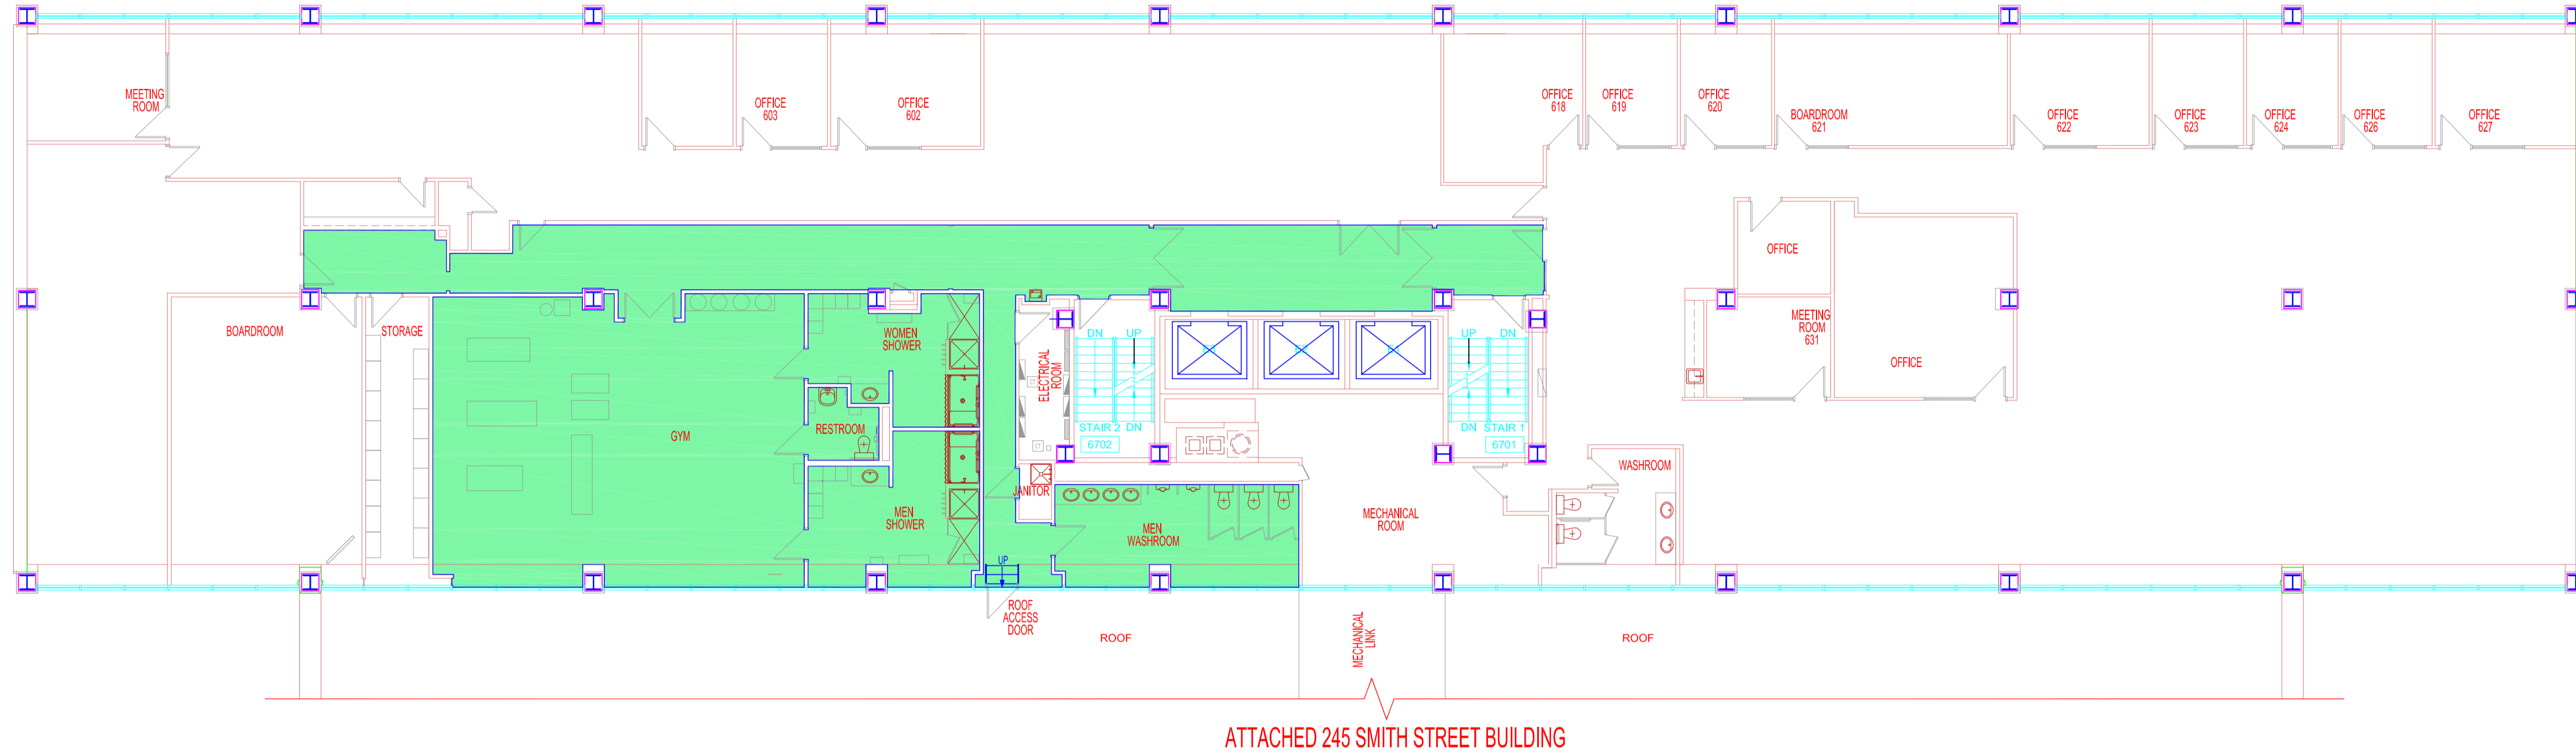 MEETING
ROOM
OFFICE
603
OFFICE
602
OFFICE
618
OFFICE
619
OFFICE
620
BOARDROOM
621
OFFICE
622
OFFICE
623
OFFICE
624
OFFICE
626
OFFICE
627
OFFICE
MEETING
ROOM
631
OFFICE
BOARDROOM
STORAGE
GYM
WOMEN
SHOWER
RESTROOM
MEN
SHOWER
ELECTRICAL
ROOM
DN UP
STAIR 2 DN
6702
UP DN
DN STAIR 1
6701
JANITOR
MEN
WASHROOM
MECHANICAL
ROOM
WASHROOM
UP
ROOF
ACCESS
DOOR
ROOF
MECHANICAL
LINK
ROOF
ATTACHED 245 SMITH STREET BUILDING